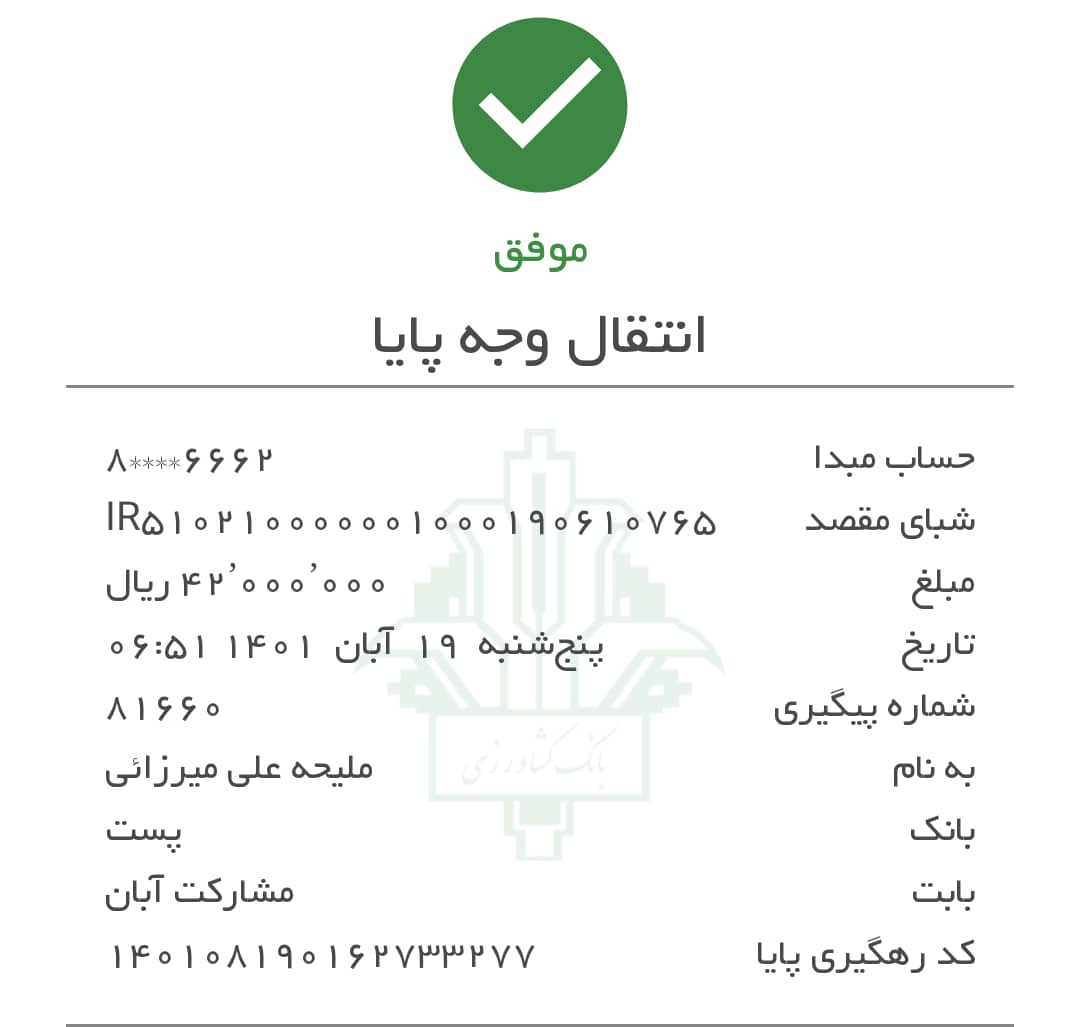 موفق
انتقال وجه پایا
حساب مبدا ۸****۶۶۶۲
شبای مقصد IR۵۱۰۲۱۰۰۰۰۰۰۱۰۰۰۱۹۰۶۱۰۷۶۵
مبلغ ۴۲٬۰۰۰٬۰۰۰ ریال
تاریخ پنج‌شنبه ۱۹ آبان ۱۴۰۱ ۰۶:۵۱
شماره پیگیری ۸۱۶۶۰
به نام ملیحه علی میرزائی
بانک کشاورزی
بانک پست
بابت مشارکت آبان
کد رهگیری پایا ۱۴۰۱۰۸۱۹۰۱۶۲۷۳۳۲۷۷